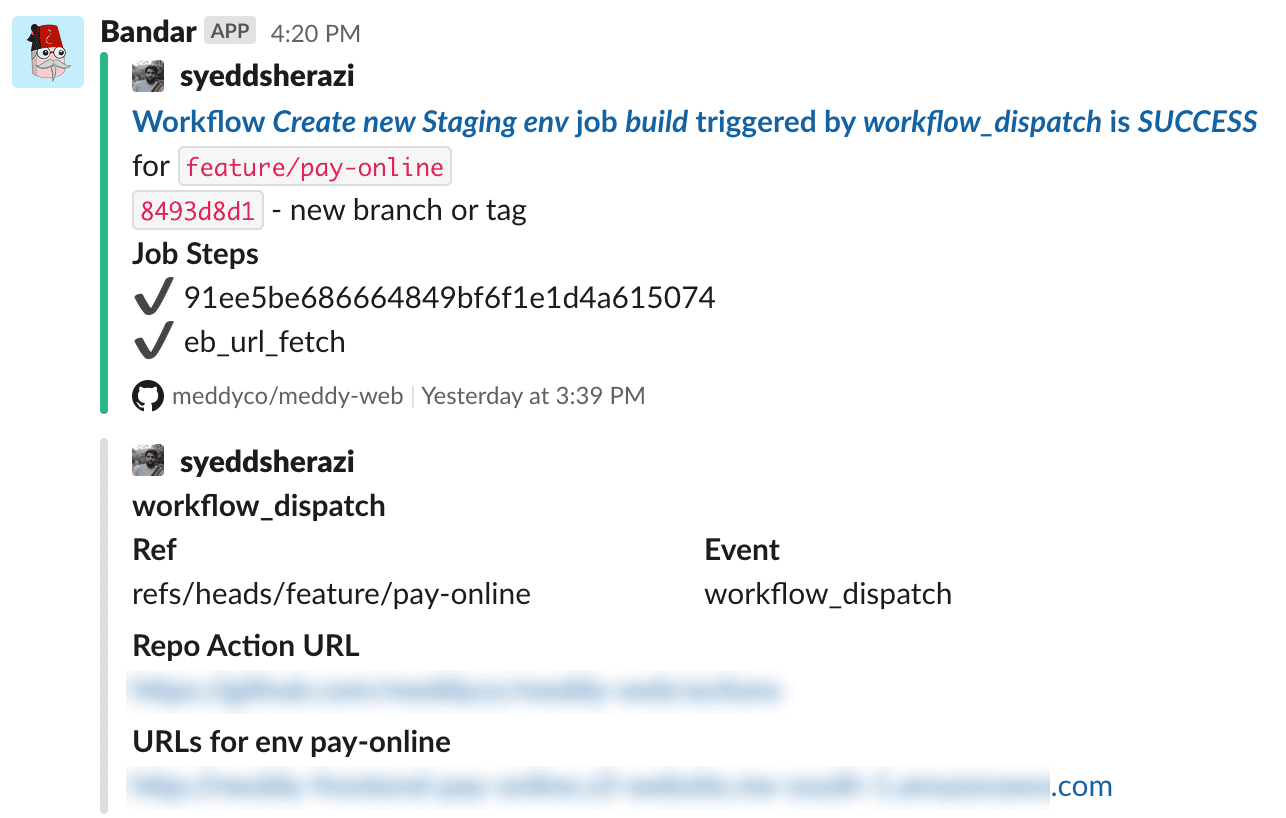 Bandar APP 4:20 PM
syeddsherazi
Workflow Create new Staging env job build triggered by workflow_dispatch is SUCCESS
for feature/pay-online
8493d8d1 - new branch or tag
Job Steps
✔ 91ee5be686664849bf6f1e1d4a615074
✔ eb_url_fetch
meddyco/meddy-web | Yesterday at 3:39 PM
syeddsherazi
workflow_dispatch
Ref Event
refs/heads/feature/pay-online workflow_dispatch
Repo Action URL
URLs for env pay-online
.com